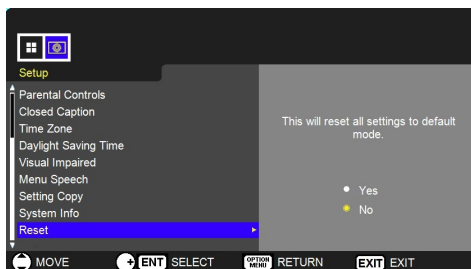 Setup
Parental Controls
Closed Caption
Time Zone
Daylight Saving Time
Visual Impaired
Menu Speech
Setting Copy
System Info
Reset
This will reset all settings to default
mode.
Yes
No
MOVE
+ ENT SELECT
OPTION MENU RETURN
EXIT EXIT